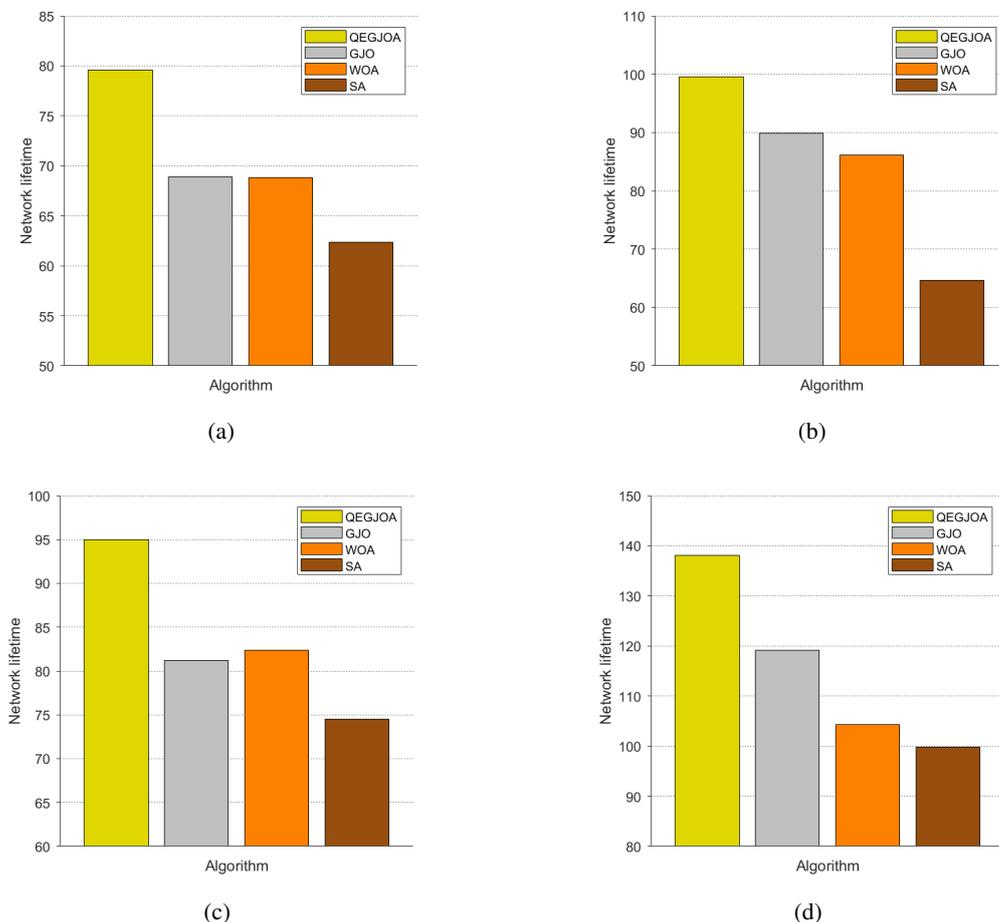 85
80
75
70
65
60
55
50
Network lifetime
QEGJOA
GJO
WOA
SA
Algorithm
(a)
110
100
90
80
70
60
50
Network lifetime
QEGJOA
GJO
WOA
SA
Algorithm
(b)
100
95
90
85
80
75
70
65
60
Network lifetime
QEGJOA
GJO
WOA
SA
Algorithm
(c)
150
140
130
120
110
100
90
80
Network lifetime
QEGJOA
GJO
WOA
SA
Algorithm
(d)